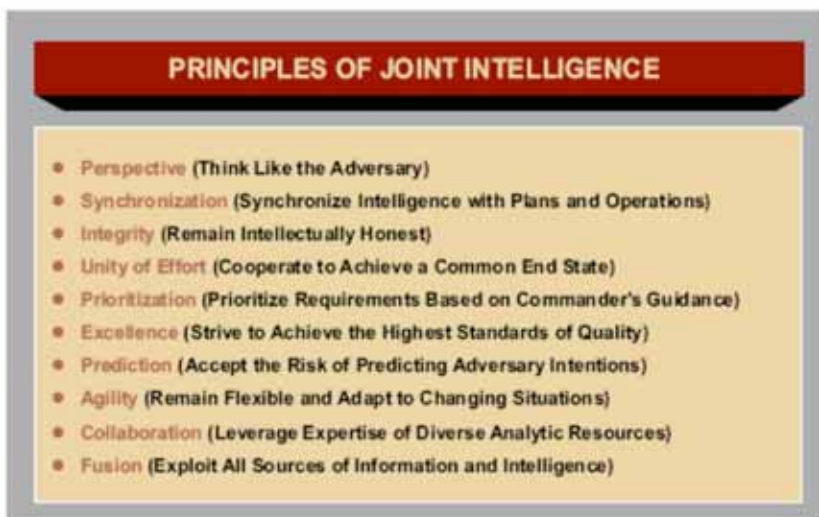 PRINCIPLES OF JOINT INTELLIGENCE
• Perspective (Think Like the Adversary)
• Synchronization (Synchronize Intelligence with Plans and Operations)
• Integrity (Remain Intellectually Honest)
• Unity of Effort (Cooperate to Achieve a Common End State)
• Prioritization (Prioritize Requirements Based on Commander's Guidance)
• Excellence (Strive to Achieve the Highest Standards of Quality)
• Prediction (Accept the Risk of Predicting Adversary Intentions)
• Agility (Remain Flexible and Adapt to Changing Situations)
• Collaboration (Leverage Expertise of Diverse Analytic Resources)
• Fusion (Exploit All Sources of Information and Intelligence)